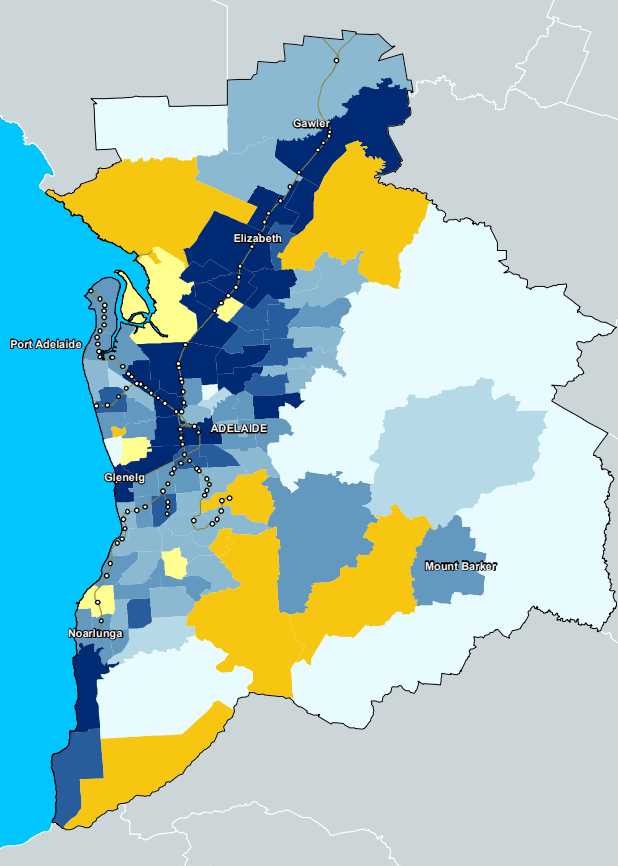 Gawler
Elizabeth
Port Adelaide
ADELAIDE
Glenelg
Mount Barker
Noarlunga